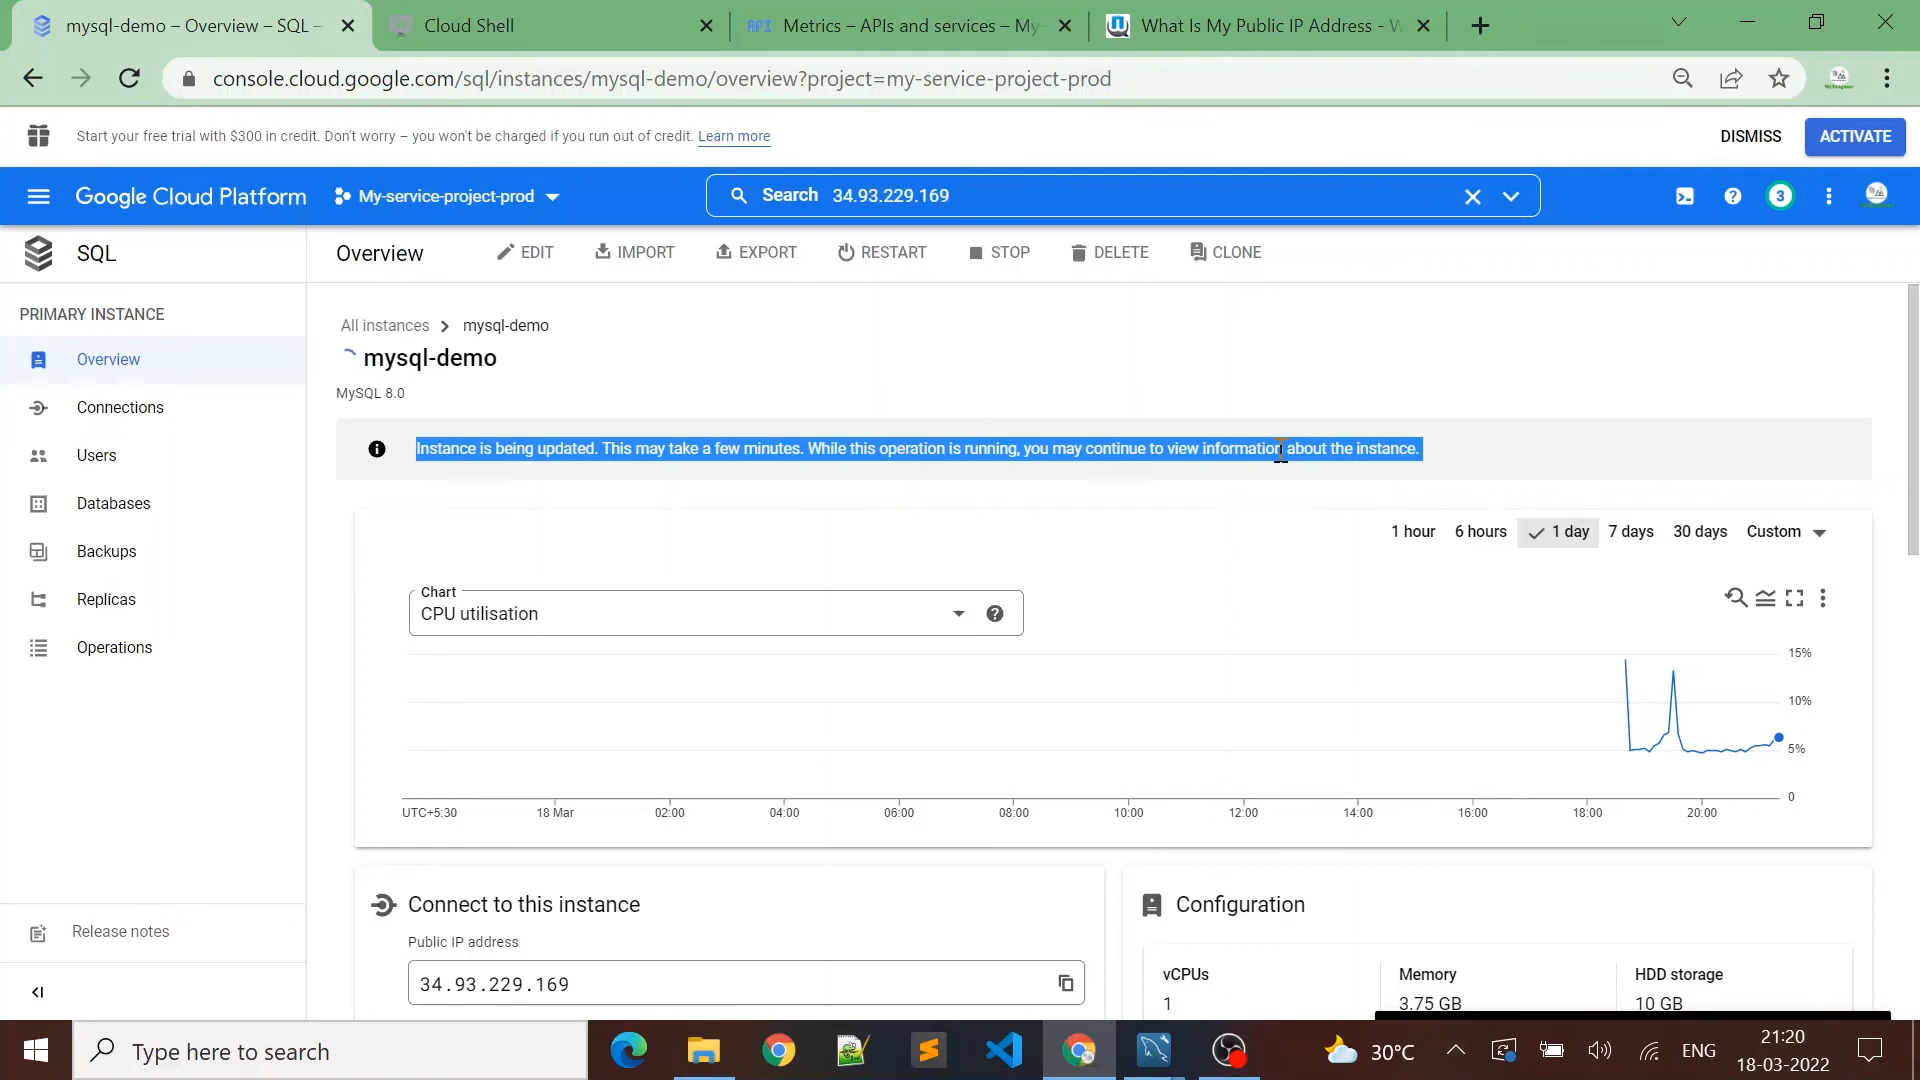 mysql-demo – Overview – SQL –
Cloud Shell
API Metrics – APIs and services – My-
What Is My Public IP Address - W
console.cloud.google.com/sql/instances/mysql-demo/overview?project=my-service-project-prod
Start your free trial with $300 in credit. Don't worry – you won't be charged if you run out of credit. Learn more
DISMISS
ACTIVATE
Google Cloud Platform
My-service-project-prod
Search 34.93.229.169
3
SQL
Overview
EDIT
IMPORT
EXPORT
RESTART
STOP
DELETE
CLONE
PRIMARY INSTANCE
Overview
Connections
Users
Databases
Backups
Replicas
Operations
Release notes
All instances
mysql-demo
mysql-demo
MySQL 8.0
Instance is being updated. This may take a few minutes. While this operation is running, you may continue to view information about the instance.
1 hour
6 hours
1 day
7 days
30 days
Custom
Chart
CPU utilisation
15%
10%
5%
0
UTC+5:30
18 Mar
02:00
04:00
06:00
08:00
10:00
12:00
14:00
16:00
18:00
20:00
Connect to this instance
Public IP address
34.93.229.169
Configuration
vCPUs
1
Memory
3.75 GB
HDD storage
10 GB
Type here to search
30°C
ENG
21:20
18-03-2022